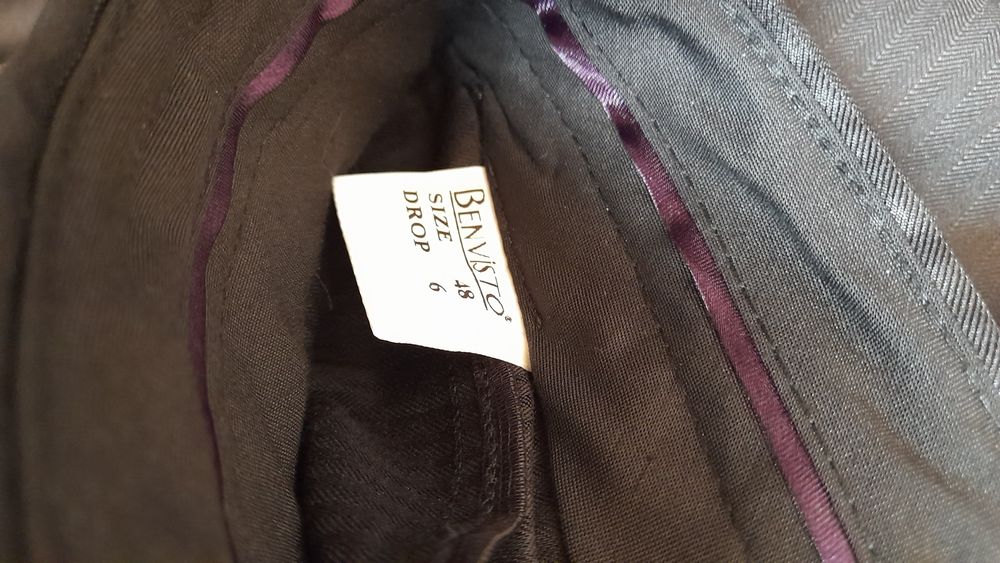 BENVISTO
SIZE 48
DROP 6